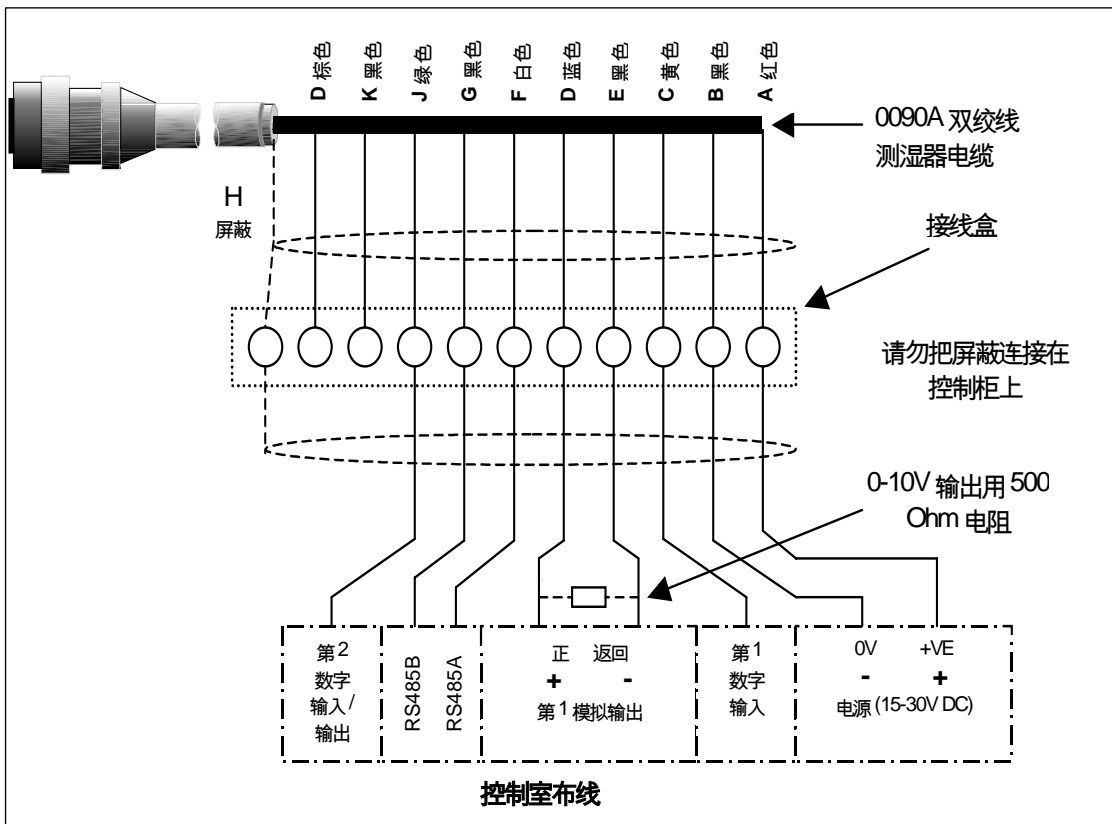 D 棕色
K 黑色
J 绿色
G 黑色
F 白色
D 蓝色
E 黑色
C 黄色
B 黑色
A 红色
0090A 双绞线
测湿器电缆
H
屏蔽
接线盒
请勿把屏蔽连接在
控制柜上
0-10V 输出用 500
Ohm 电阻
第2
数字
输入/
输出
RS485B
RS485A
正 返回
+ -
第1模拟输出
第1
数字
输入
0V +VE
- +
电源 (15-30V DC)
控制室布线